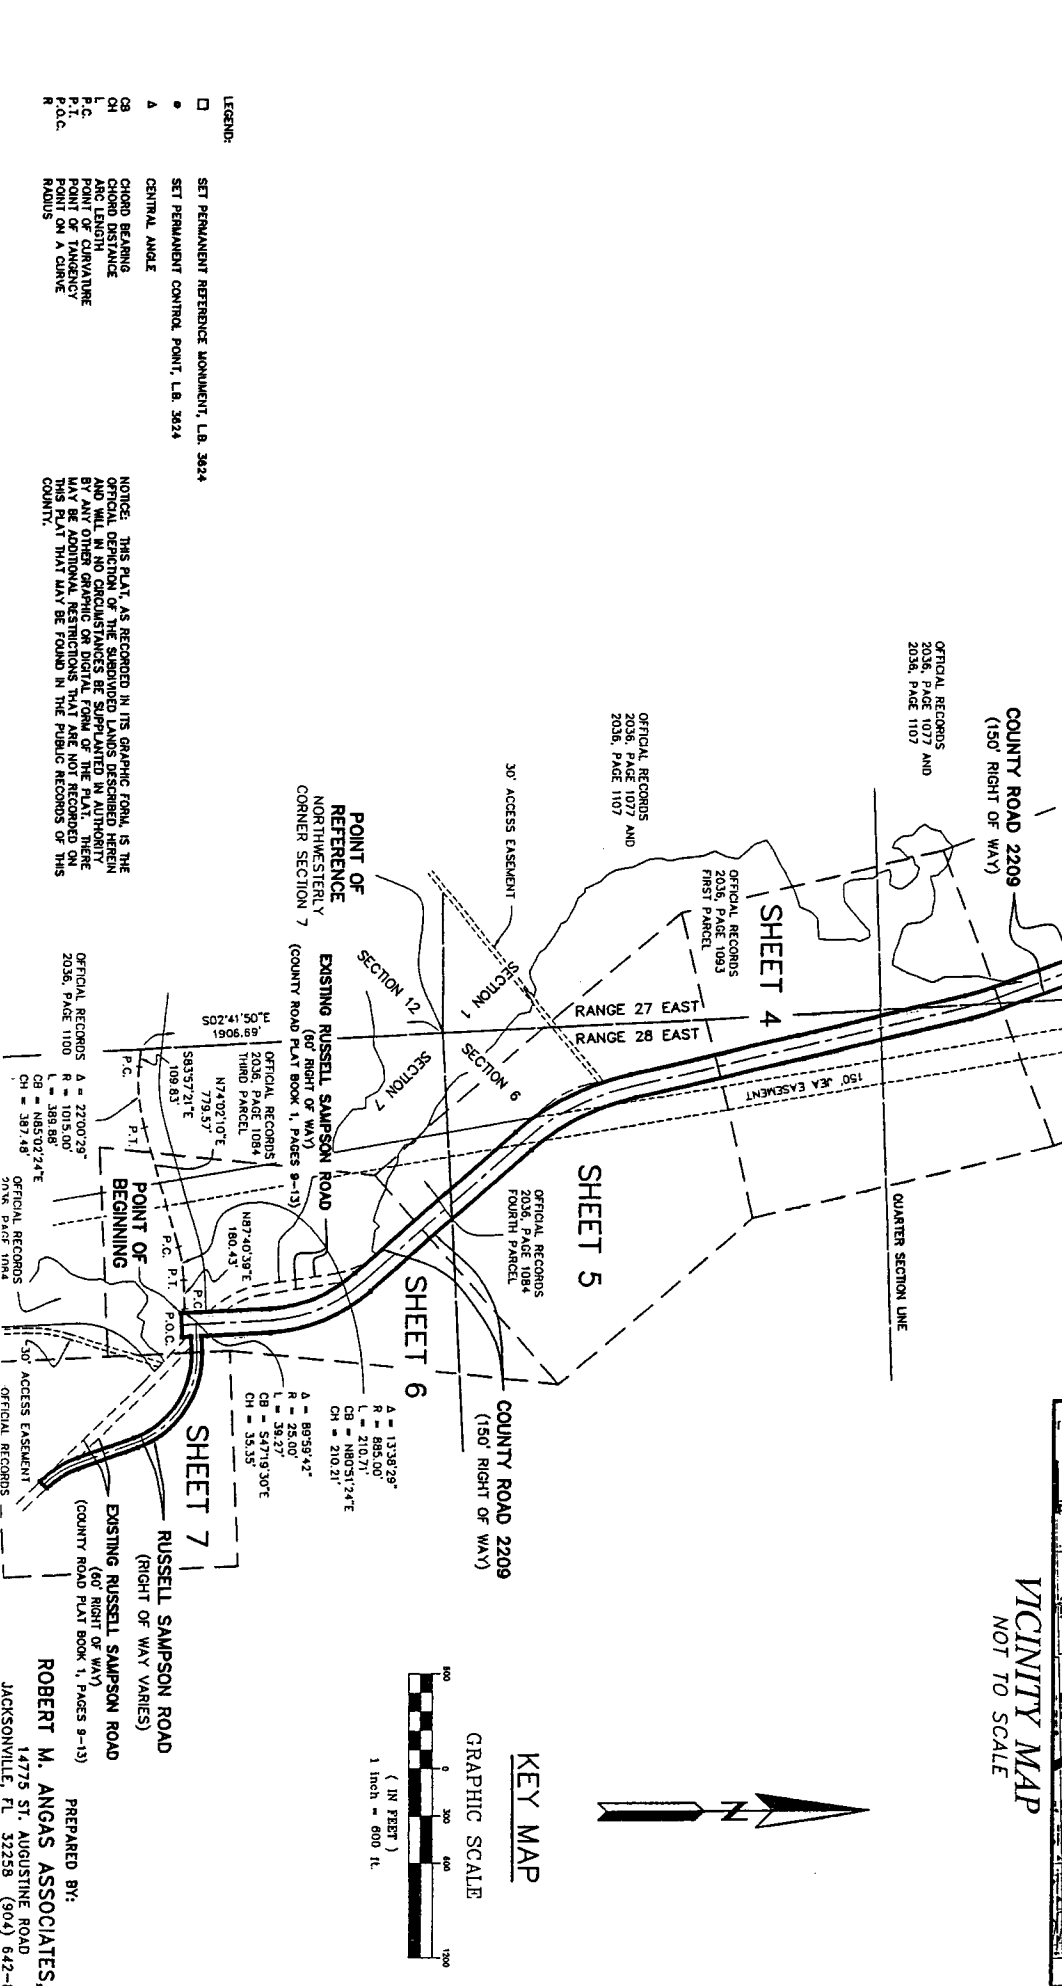 VICINITY MAP
NOT TO SCALE
COUNTY ROAD 2209
(150' RIGHT OF WAY)
OFFICIAL RECORDS
2036, PAGE 1077 AND
2036, PAGE 1107
QUARTER SECTION LINE
150' JEA EASEMENT
SHEET 4
OFFICIAL RECORDS
2036, PAGE 1093
FIRST PARCEL
RANGE 27 EAST
RANGE 28 EAST
OFFICIAL RECORDS
2036, PAGE 1077 AND
2036, PAGE 1107
SHEET 5
30' ACCESS EASEMENT
SECTION 1
SECTION 6
SECTION 12
SECTION 7
OFFICIAL RECORDS
2036, PAGE 1084
FOURTH PARCEL
COUNTY ROAD 2209
(150' RIGHT OF WAY)
KEY MAP
N
GRAPHIC SCALE
600
0
300
600
1200
( IN FEET )
1 inch = 600 ft.
SHEET 6
Δ = 13°38'29"
R = 885.00'
L = 210.71'
CB = N80°51'24"E
CH = 210.21'
POINT OF
REFERENCE
NORTHWESTERLY
CORNER SECTION 7
EXISTING RUSSELL SAMPSON ROAD
(60' RIGHT OF WAY)
(COUNTY ROAD PLAT BOOK 1, PAGES 9-13)
Δ = 89°59'42"
R = 25.00'
L = 39.27'
CB = S47°19'30"E
CH = 35.35'
OFFICIAL RECORDS
2036, PAGE 1084
THIRD PARCEL
S02°41'50"E
1906.69'
N74°02'10"E
779.57'
S83°57'21"E
109.83'
N87°40'39"E
180.43'
LEGEND:
SET PERMANENT REFERENCE MONUMENT, L.B. 3624
SET PERMANENT CONTROL POINT, L.B. 3624
Δ CENTRAL ANGLE
CB CHORD BEARING
CH CHORD DISTANCE
L ARC LENGTH
P.C. POINT OF CURVATURE
P.T. POINT OF TANGENCY
P.O.C. POINT ON A CURVE
R RADIUS
NOTICE: THIS PLAT, AS RECORDED IN ITS GRAPHIC FORM, IS THE
OFFICIAL DEPICTION OF THE SUBDIVIDED LANDS DESCRIBED HEREIN
AND WILL IN NO CIRCUMSTANCES BE SUPPLANTED IN AUTHORITY
BY ANY OTHER GRAPHIC OR DIGITAL FORM OF THE PLAT. THERE
MAY BE ADDITIONAL RESTRICTIONS THAT ARE NOT RECORDED ON
THIS PLAT THAT MAY BE FOUND IN THE PUBLIC RECORDS OF THIS
COUNTY.
P.C.
P.T.
P.C.
P.T.
P.C.
P.O.C.
POINT OF
BEGINNING
SHEET 7
RUSSELL SAMPSON ROAD
(RIGHT OF WAY VARIES)
EXISTING RUSSELL SAMPSON ROAD
(60' RIGHT OF WAY)
(COUNTY ROAD PLAT BOOK 1, PAGES 9-13)
OFFICIAL RECORDS
2036, PAGE 1100
Δ = 22°00'29"
R = 1015.00'
L = 389.88'
CB = N85°02'24"E
CH = 387.48'
OFFICIAL RECORDS
2036, PAGE 1084
30' ACCESS EASEMENT
OFFICIAL RECORDS
PREPARED BY:
ROBERT M. ANGAS ASSOCIATES,
14775 ST. AUGUSTINE ROAD
JACKSONVILLE, FL 32258 (904) 642-